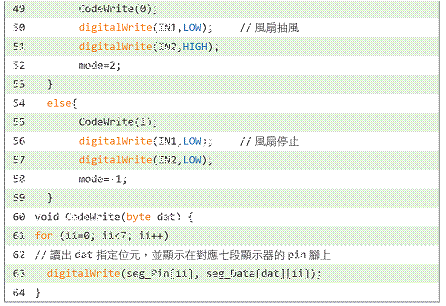 49 CodeWrite(0);
50 digitalWrite(IN1,LOW); // 風扇抽風
51 digitalWrite(IN2,HIGH);
52 mode=2;
53 }
54 else{
55 CodeWrite(i);
56 digitalWrite(IN1,LOW); // 風扇停止
57 digitalWrite(IN2,LOW);
58 mode=-1;
59 }
60 void CodeWrite(byte dat) {
61 for (ii=0; ii<7; ii++)
62 // 讀出 dat 指定位元，並顯示在對應七段顯示器的 pin 腳上
63 digitalWrite(seg_Pin[ii], seg_Data[dat][ii]);
64 }